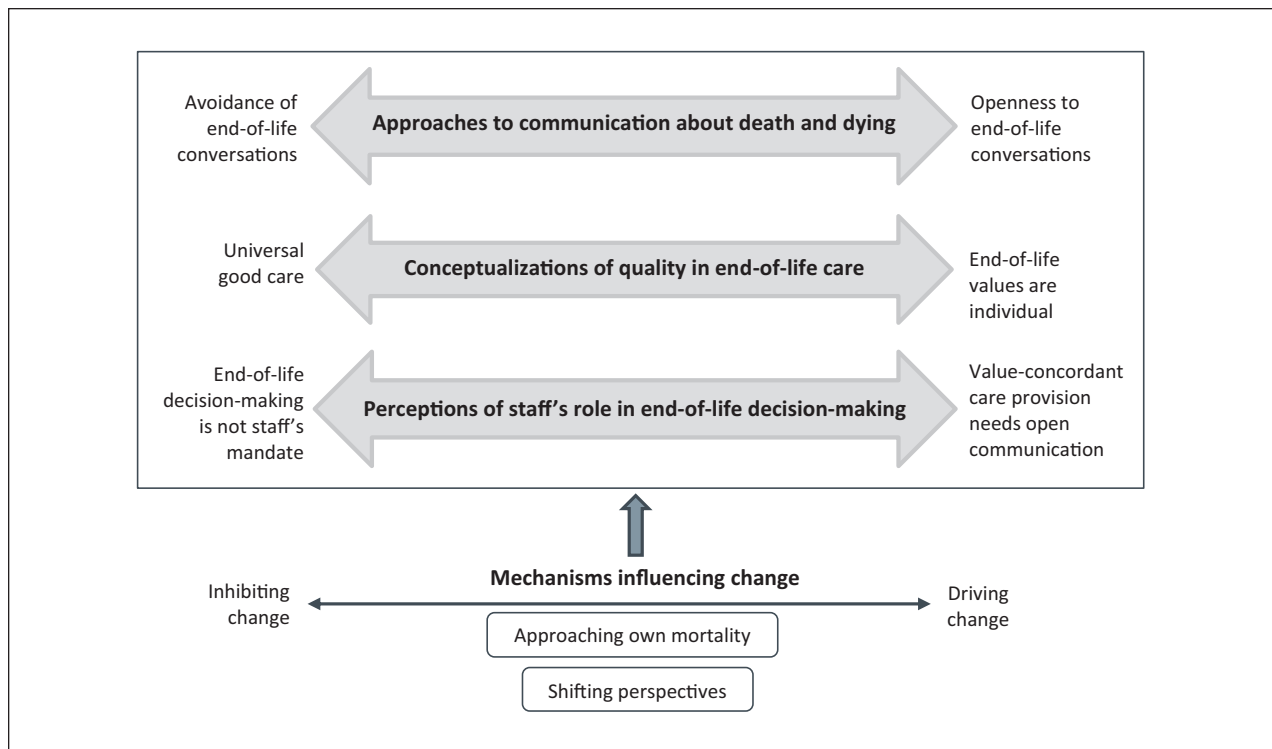 Avoidance of
end-of-life
conversations
Approaches to communication about death and dying
Openness to
end-of-life
conversations
Universal
good care
Conceptualizations of quality in end-of-life care
End-of-life
values are
individual
End-of-life
decision-making
is not staff's
mandate
Perceptions of staff's role in end-of-life decision-making
Value-concordant
care provision
needs open
communication
Mechanisms influencing change
Inhibiting
change
Driving
change
Approaching own mortality
Shifting perspectives